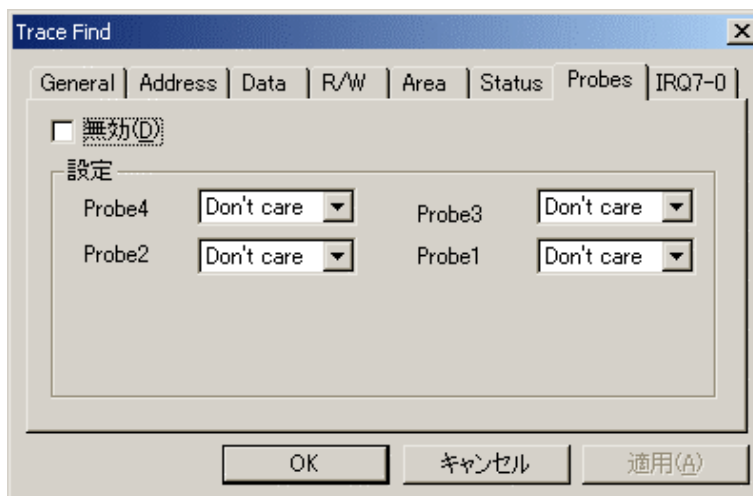 Trace Find
General Address Data R/W Area Status Probes IRQ7-0
無効(D)
設定
Probe4 Don't care Probe3 Don't care
Probe2 Don't care Probe1 Don't care
OK キャンセル 適用(A)